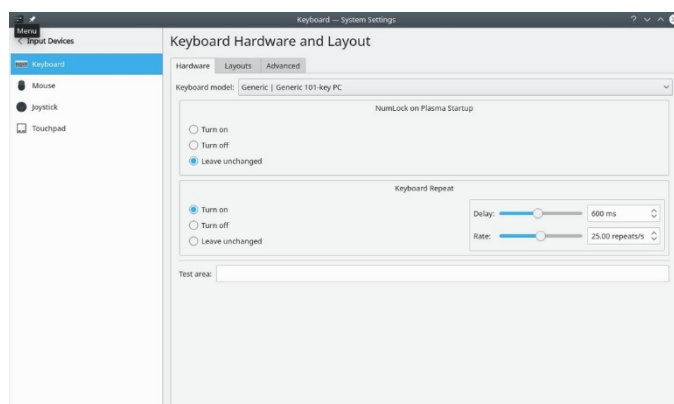 Keyboard — System Settings
Menu
Input Devices
Keyboard Hardware and Layout
Keyboard
Mouse
Joystick
Touchpad
Hardware Layouts Advanced
Keyboard model: Generic | Generic 101-key PC
NumLock on Plasma Startup
Turn on
Turn off
Leave unchanged
Keyboard Repeat
Turn on
Turn off
Leave unchanged
Delay: 600 ms
Rate: 25.00 repeats/s
Test area: